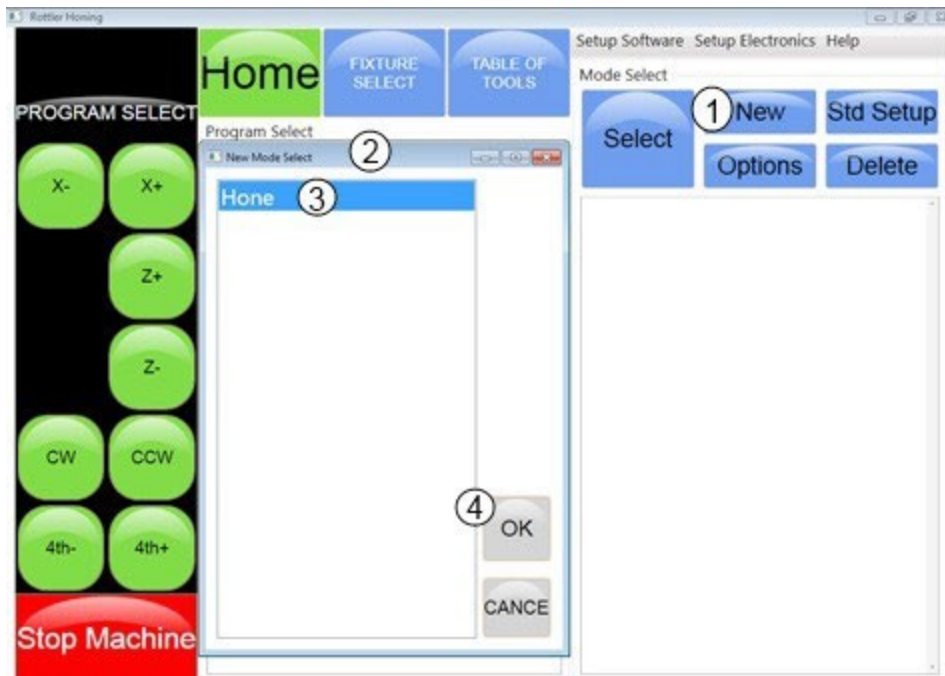 Rottler Honing
PROGRAM SELECT
X-
X+
Z+
Z-
CW
CCW
4th-
4th+
Stop Machine
Home
FIXTURE
SELECT
TABLE OF
TOOLS
Program Select
2
New Mode Select
Hone
3
4
OK
CANCE
Setup Software Setup Electronics Help
Mode Select
Select
1
New
Std Setup
Options
Delete